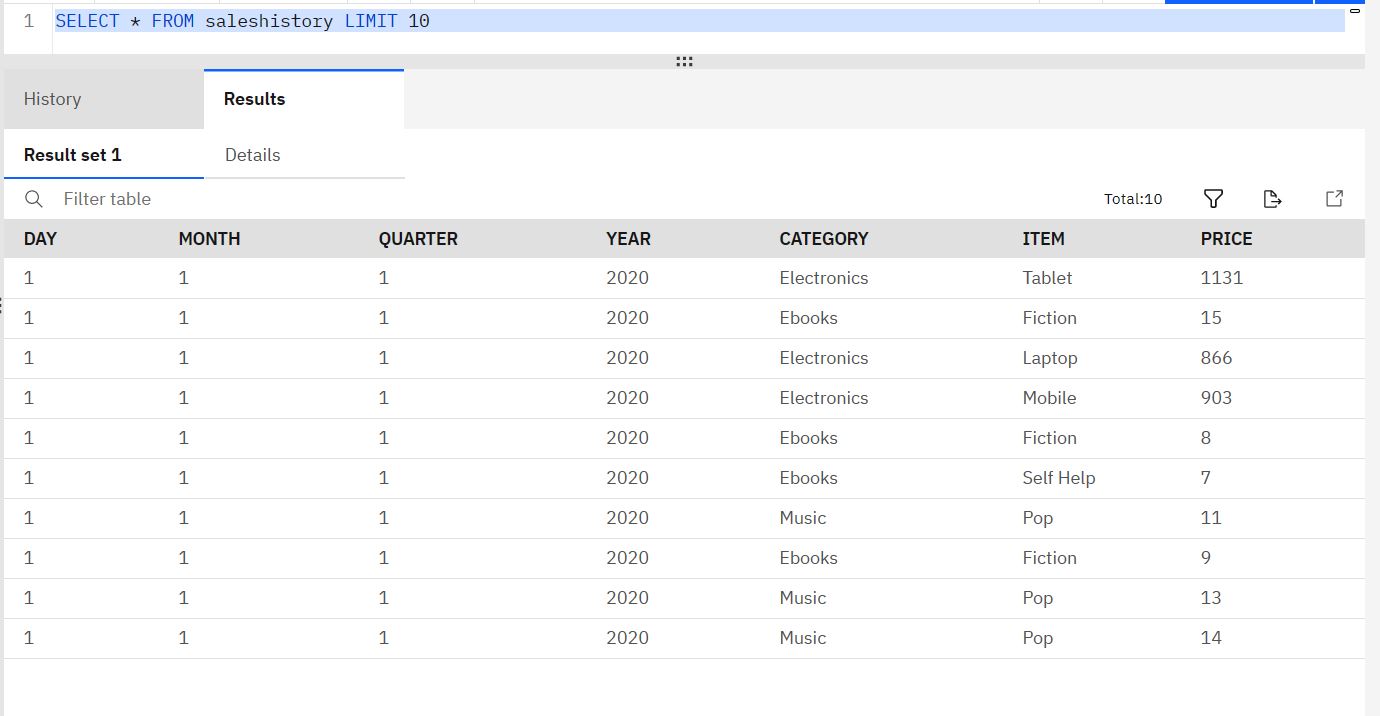 1 SELECT * FROM saleshistory LIMIT 10
History Results
Result set 1 Details
Filter table Total:10
DAY MONTH QUARTER YEAR CATEGORY ITEM PRICE
1 1 1 2020 Electronics Tablet 1131
1 1 1 2020 Ebooks Fiction 15
1 1 1 2020 Electronics Laptop 866
1 1 1 2020 Electronics Mobile 903
1 1 1 2020 Ebooks Fiction 8
1 1 1 2020 Ebooks Self Help 7
1 1 1 2020 Music Pop 11
1 1 1 2020 Ebooks Fiction 9
1 1 1 2020 Music Pop 13
1 1 1 2020 Music Pop 14